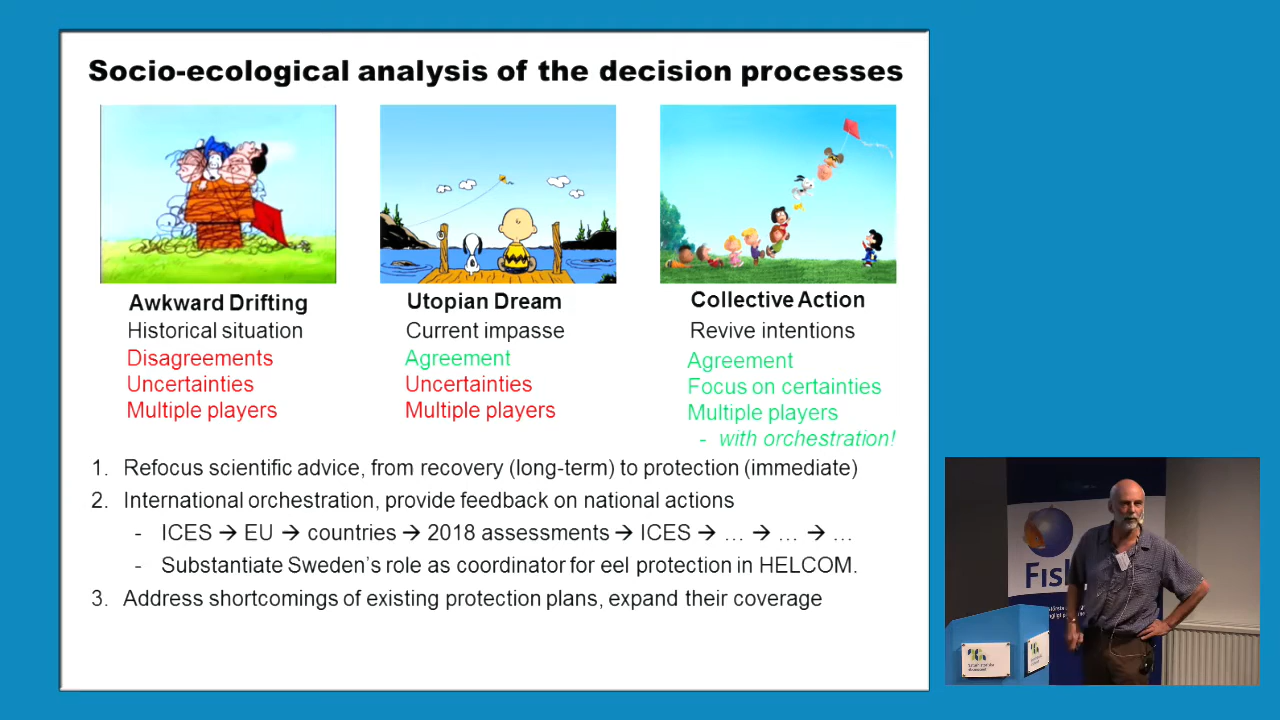 Socio-ecological analysis of the decision processes
Awkward Drifting
Historical situation
Disagreements
Uncertainties
Multiple players
Utopian Dream
Current impasse
Agreement
Uncertainties
Multiple players
Collective Action
Revive intentions
Agreement
Focus on certainties
Multiple players
- with orchestration!
1. Refocus scientific advice, from recovery (long-term) to protection (immediate)
2. International orchestration, provide feedback on national actions
- ICES → EU → countries → 2018 assessments → ICES → … → … → …
- Substantiate Sweden's role as coordinator for eel protection in HELCOM.
3. Address shortcomings of existing protection plans, expand their coverage
Fis